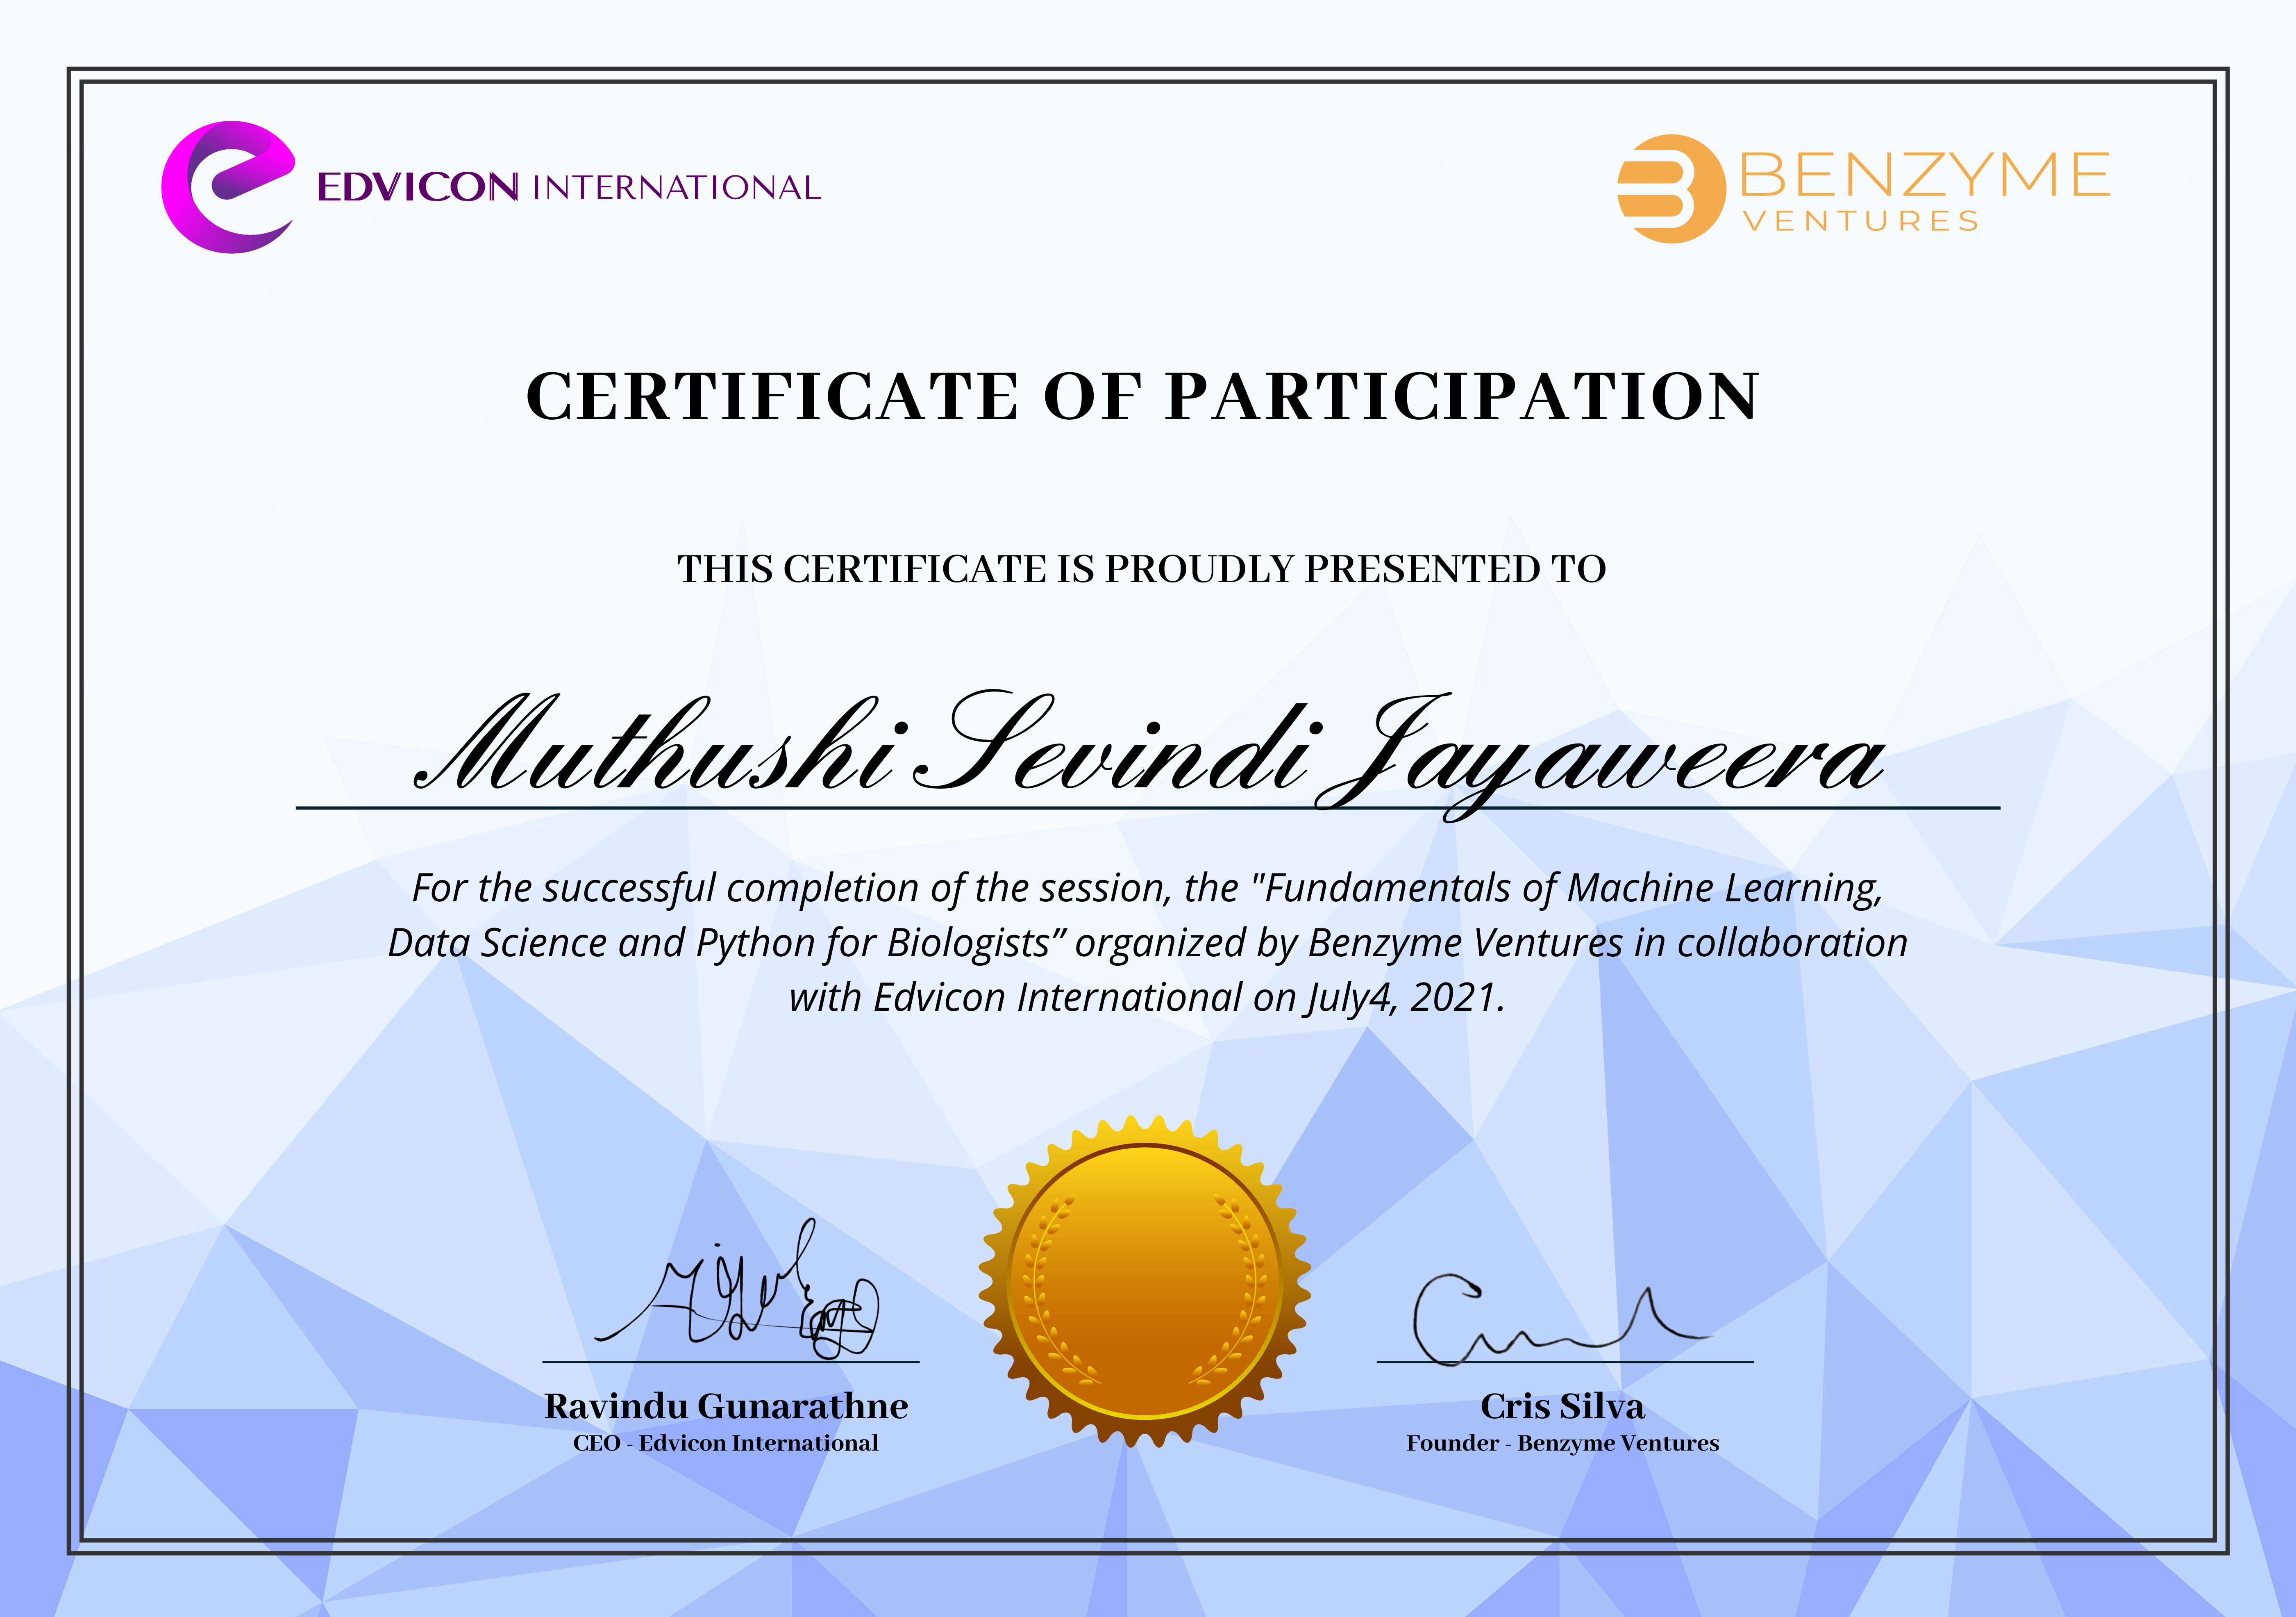 EDVICON INTERNATIONAL
BENZYME
VENTURES
CERTIFICATE OF PARTICIPATION
THIS CERTIFICATE IS PROUDLY PRESENTED TO
Muthushi Sevindi Jayaweera
For the successful completion of the session, the "Fundamentals of Machine Learning,
Data Science and Python for Biologists” organized by Benzyme Ventures in collaboration
with Edvicon International on July4, 2021.
Ravindu Gunarathne
CEO - Edvicon International
Cris Silva
Founder - Benzyme Ventures